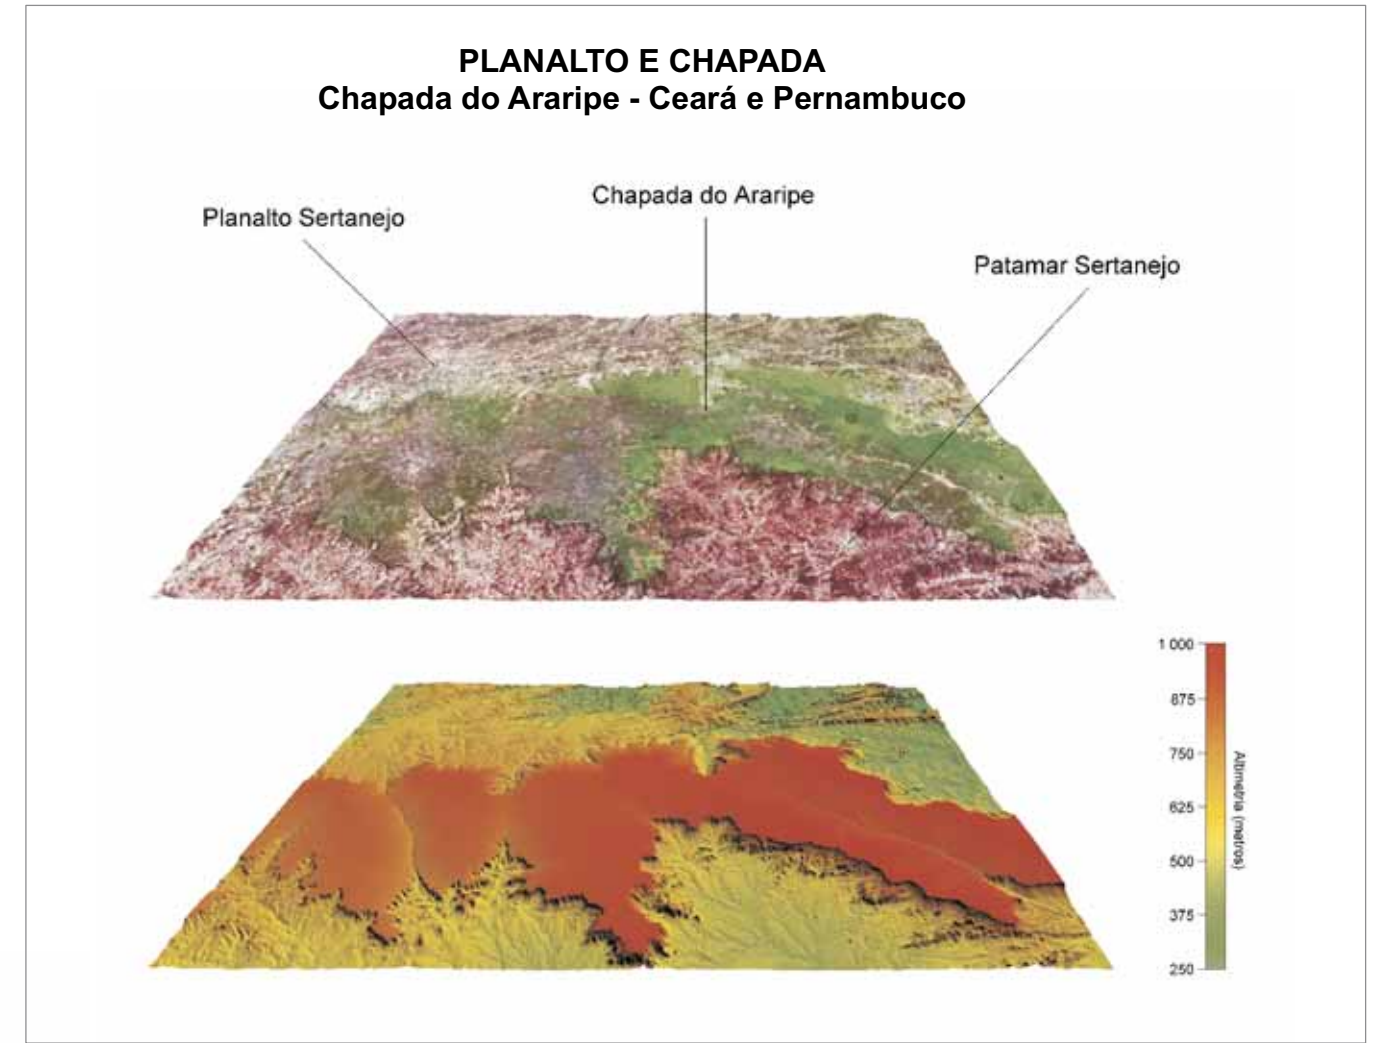 PLANALTO E CHAPADA
Chapada do Araripe - Ceará e Pernambuco
Chapada do Araripe
Planalto Sertanejo
Patamar Sertanejo
1 000
875
750
625
500
375
250
Altimetria (metros)